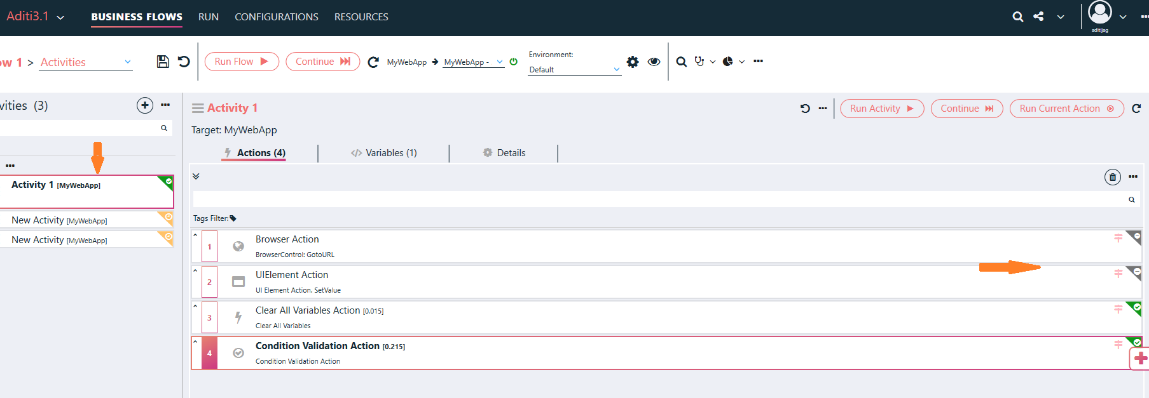 Aditi3.1 BUSINESS FLOWS RUN CONFIGURATIONS RESOURCES
aditijag
ow 1 > Activities Run Flow Continue MyWebApp MyWebApp - Environment:
Default
vities (3)
Activity 1
Run Activity Continue Run Current Action
Target: MyWebApp
Actions (4) Variables (1) Details
Activity 1 [MyWebApp]
New Activity [MyWebApp]
New Activity [MyWebApp]
Tags Filter:
1 Browser Action
BrowserControl: GotoURL
2 UIElement Action
UI Element Action, SetValue
3 Clear All Variables Action [0.015]
Clear All Variables
4 Condition Validation Action [0.215]
Condition Validation Action